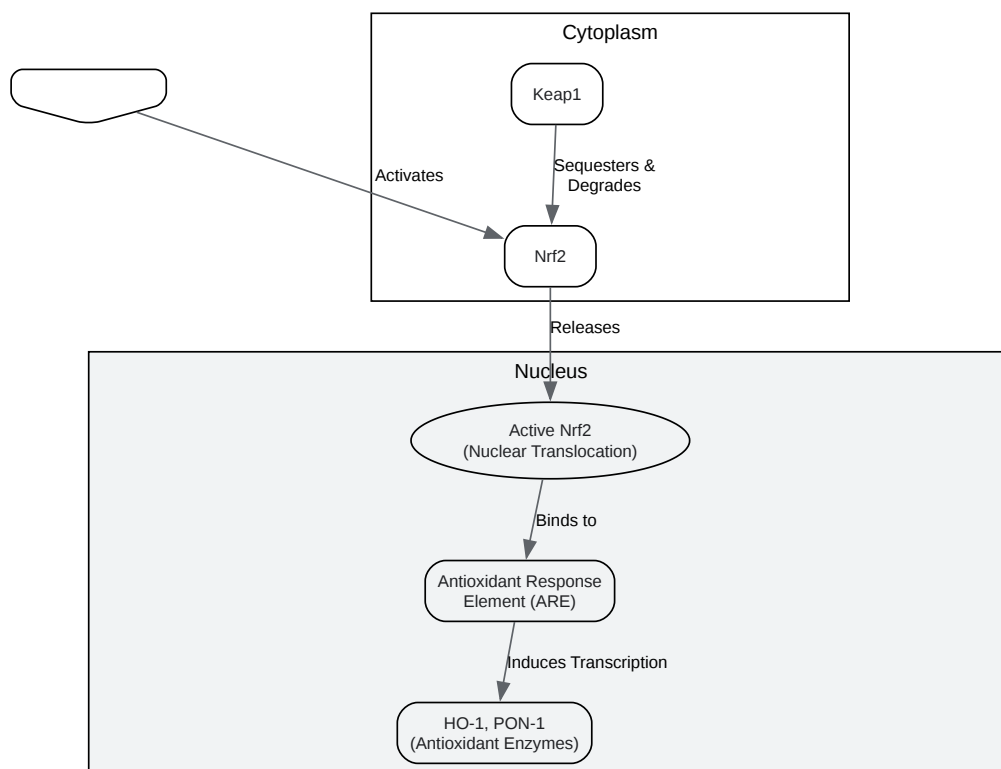 Cytoplasm
Keap1
Activates
Sequesters &
Degrades
Nrf2
Releases
Nucleus
Active Nrf2
(Nuclear Translocation)
Binds to
Antioxidant Response
Element (ARE)
Induces Transcription
HO-1, PON-1
(Antioxidant Enzymes)